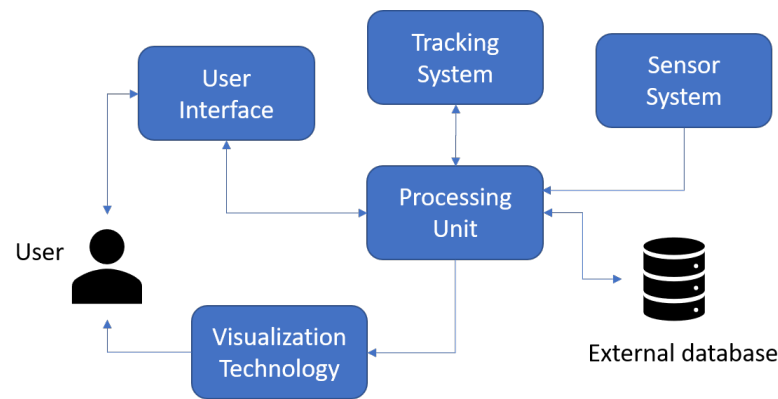 User
Interface
Tracking
System
Sensor
System
Processing
Unit
User
Visualization
Technology
External database